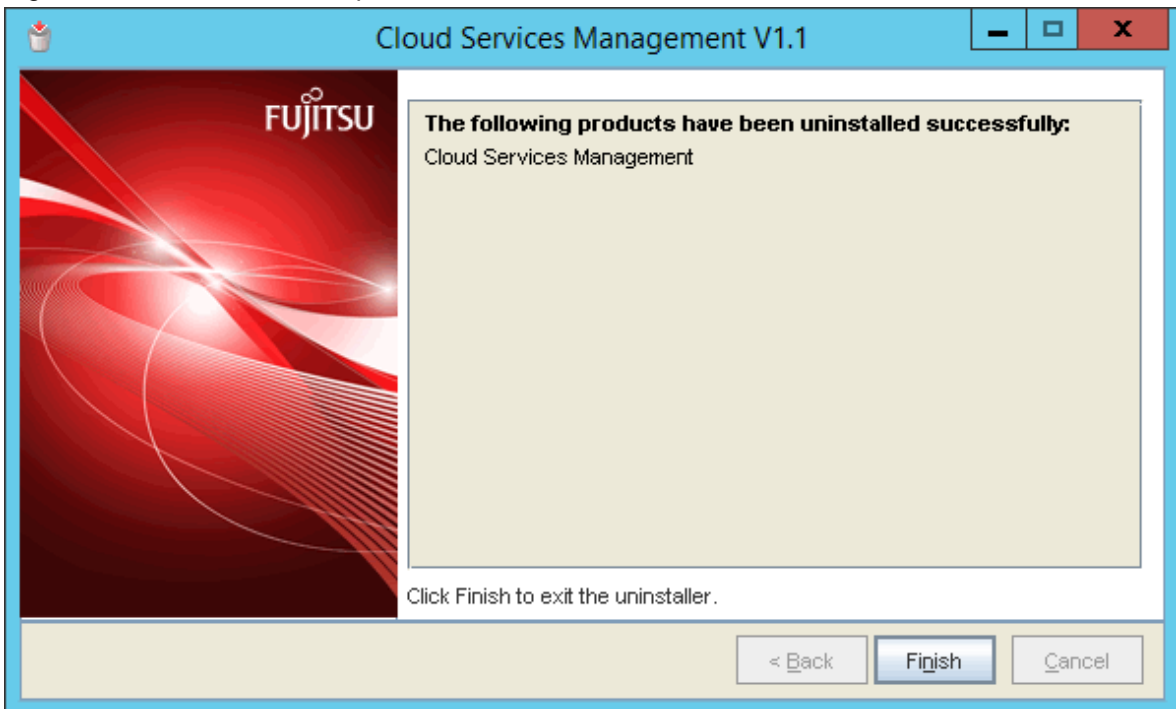 Cloud Services Management V1.1
FUJITSU
The following products have been uninstalled successfully:
Cloud Services Management
Click Finish to exit the uninstaller.
< Back
Finish
Cancel